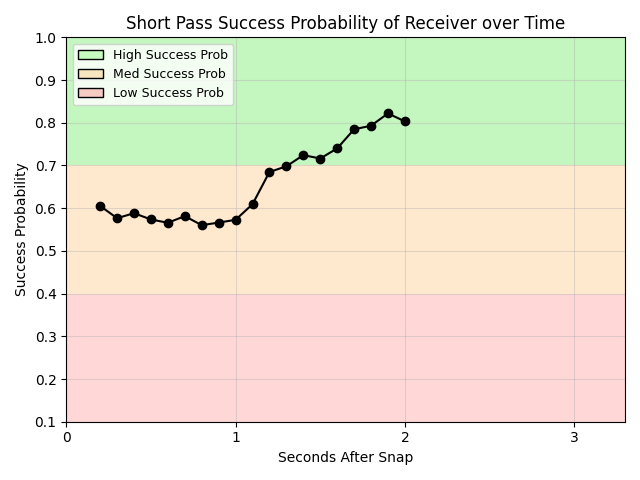 Short Pass Success Probability of Receiver over Time
High Success Prob
Med Success Prob
Low Success Prob
Success Probability
1.0
0.9
0.8
0.7
0.6
0.5
0.4
0.3
0.2
0.1
0 1 2 3
Seconds After Snap